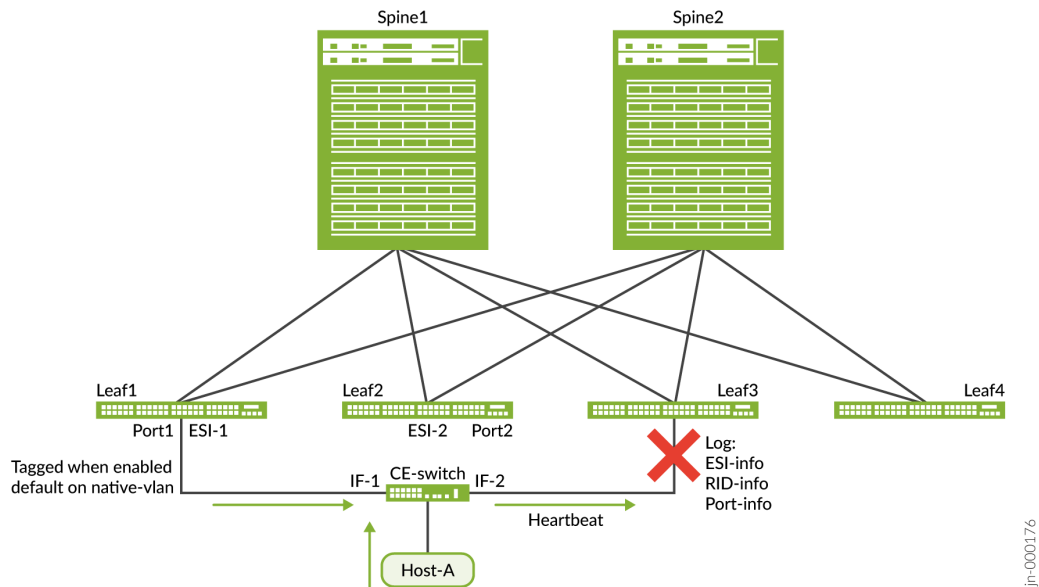 Spine1
Spine2
Leaf1
Leaf2
Leaf3
Leaf4
Port1
ESI-1
ESI-2
Port2
Log:
ESI-info
RID-info
Port-info
Tagged when enabled
default on native-vlan
IF-1
CE-switch
IF-2
Heartbeat
Host-A
jn-000176